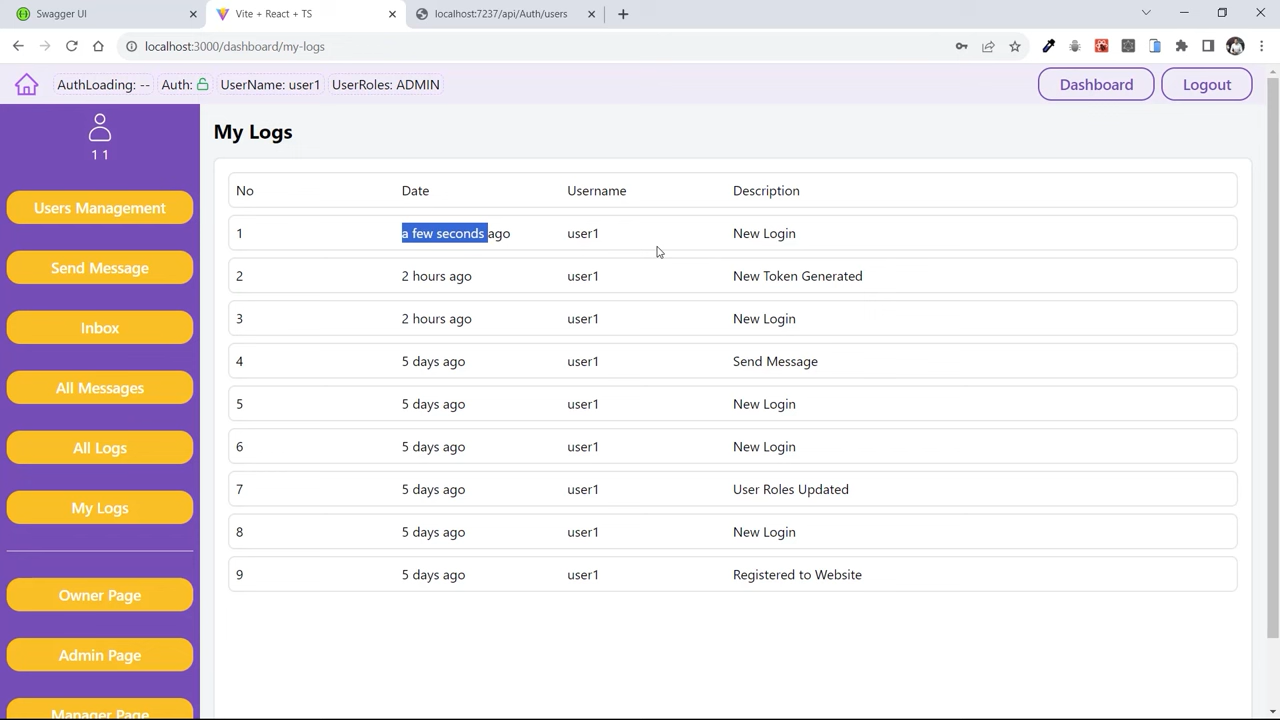 Swagger UI
Vite + React + TS
localhost:7237/api/Auth/users
localhost:3000/dashboard/my-logs
AuthLoading: --
Auth:
UserName: user1
UserRoles: ADMIN
Dashboard
Logout
1 1
Users Management
Send Message
Inbox
All Messages
All Logs
My Logs
Owner Page
Admin Page
Manager Page
My Logs
No Date Username Description
1 a few seconds ago user1 New Login
2 2 hours ago user1 New Token Generated
3 2 hours ago user1 New Login
4 5 days ago user1 Send Message
5 5 days ago user1 New Login
6 5 days ago user1 New Login
7 5 days ago user1 User Roles Updated
8 5 days ago user1 New Login
9 5 days ago user1 Registered to Website